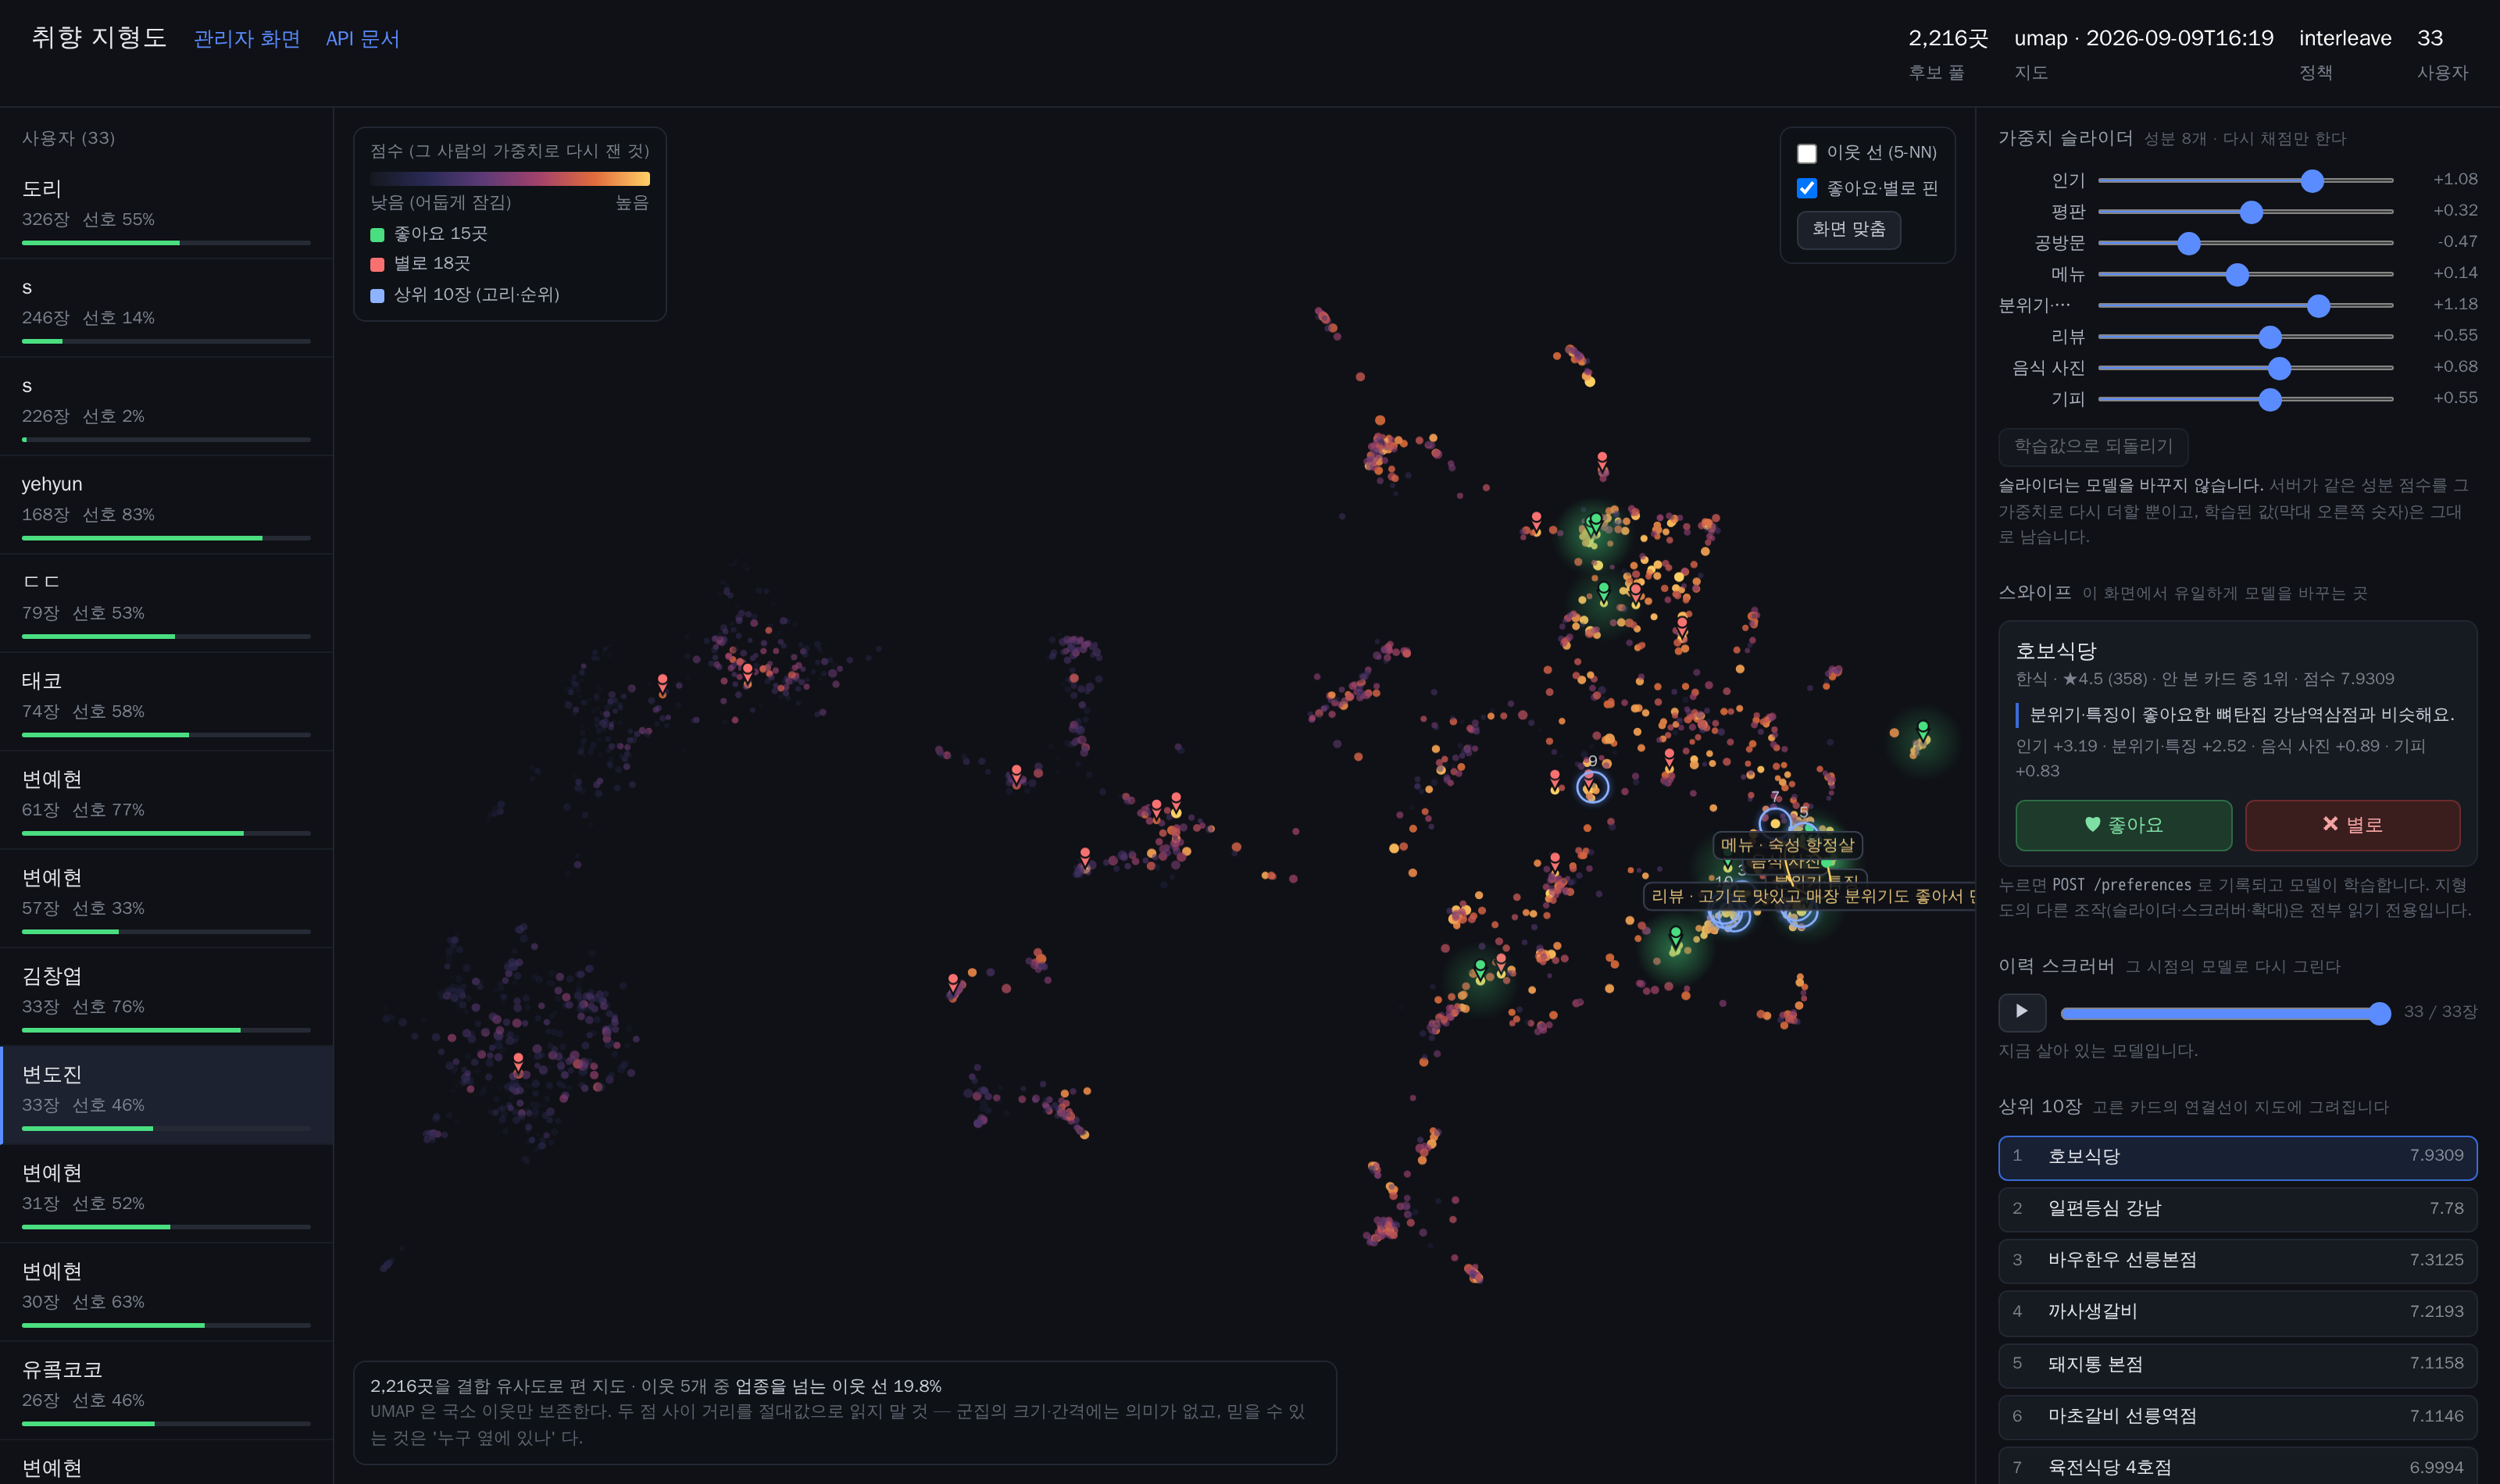 취향 지형도 관리자 화면 API 문서
2,216곳 umap · 2026-09-09T16:19 interleave 33
후보 풀 지도 정책 사용자
사용자 (33)
도리
326장 선호 55%
s
246장 선호 14%
s
226장 선호 2%
yehyun
168장 선호 83%
ㄷㄷ
79장 선호 53%
태코
74장 선호 58%
변예현
61장 선호 77%
변예현
57장 선호 33%
김창엽
33장 선호 76%
변도진
33장 선호 46%
변예현
31장 선호 52%
변예현
30장 선호 63%
유콬코코
26장 선호 46%
변예현
점수 (그 사람의 가중치로 다시 잰 것)
낮음 (어둡게 잠김) 높음
좋아요 15곳
별로 18곳
상위 10장 (고리·순위)
이웃 선 (5-NN)
좋아요·별로 핀
화면 맞춤
9
7
5
메뉴 · 숙성 항정살
음식 사진
3
10
분위기·특징
리뷰 · 고기도 맛있고 매장 분위기도 좋아서
2,216곳을 결합 유사도로 편 지도 · 이웃 5개 중 업종을 넘는 이웃 선 19.8%
UMAP 은 국소 이웃만 보존한다. 두 점 사이 거리를 절대값으로 읽지 말 것 — 군집의 크기·간격에는 의미가 없고, 믿을 수 있
는 것은 '누구 옆에 있나' 다.
가중치 슬라이더 성분 8개 · 다시 채점만 한다
인기 +1.08
평판 +0.32
공방문 -0.47
메뉴 +0.14
분위기·… +1.18
리뷰 +0.55
음식 사진 +0.68
기피 +0.55
학습값으로 되돌리기
슬라이더는 모델을 바꾸지 않습니다. 서버가 같은 성분 점수를 그
가중치로 다시 더할 뿐이고, 학습된 값(막대 오른쪽 숫자)은 그대
로 남습니다.
스와이프 이 화면에서 유일하게 모델을 바꾸는 곳
호보식당
한식 · ★4.5 (358) · 안 본 카드 중 1위 · 점수 7.9309
분위기·특징이 좋아요한 뼈탄집 강남역삼점과 비슷해요.
인기 +3.19 · 분위기·특징 +2.52 · 음식 사진 +0.89 · 기피
+0.83
♥ 좋아요 ✖ 별로
누르면 POST /preferences 로 기록되고 모델이 학습합니다. 지형
도의 다른 조작(슬라이더·스크러버·확대)은 전부 읽기 전용입니다.
이력 스크러버 그 시점의 모델로 다시 그린다
33 / 33장
지금 살아 있는 모델입니다.
상위 10장 고른 카드의 연결선이 지도에 그려집니다
1 호보식당 7.9309
2 일편등심 강남 7.78
3 바우한우 선릉본점 7.3125
4 까사생갈비 7.2193
5 돼지통 본점 7.1158
6 마초갈비 선릉역점 7.1146
7 육전식당 4호점 6.9994